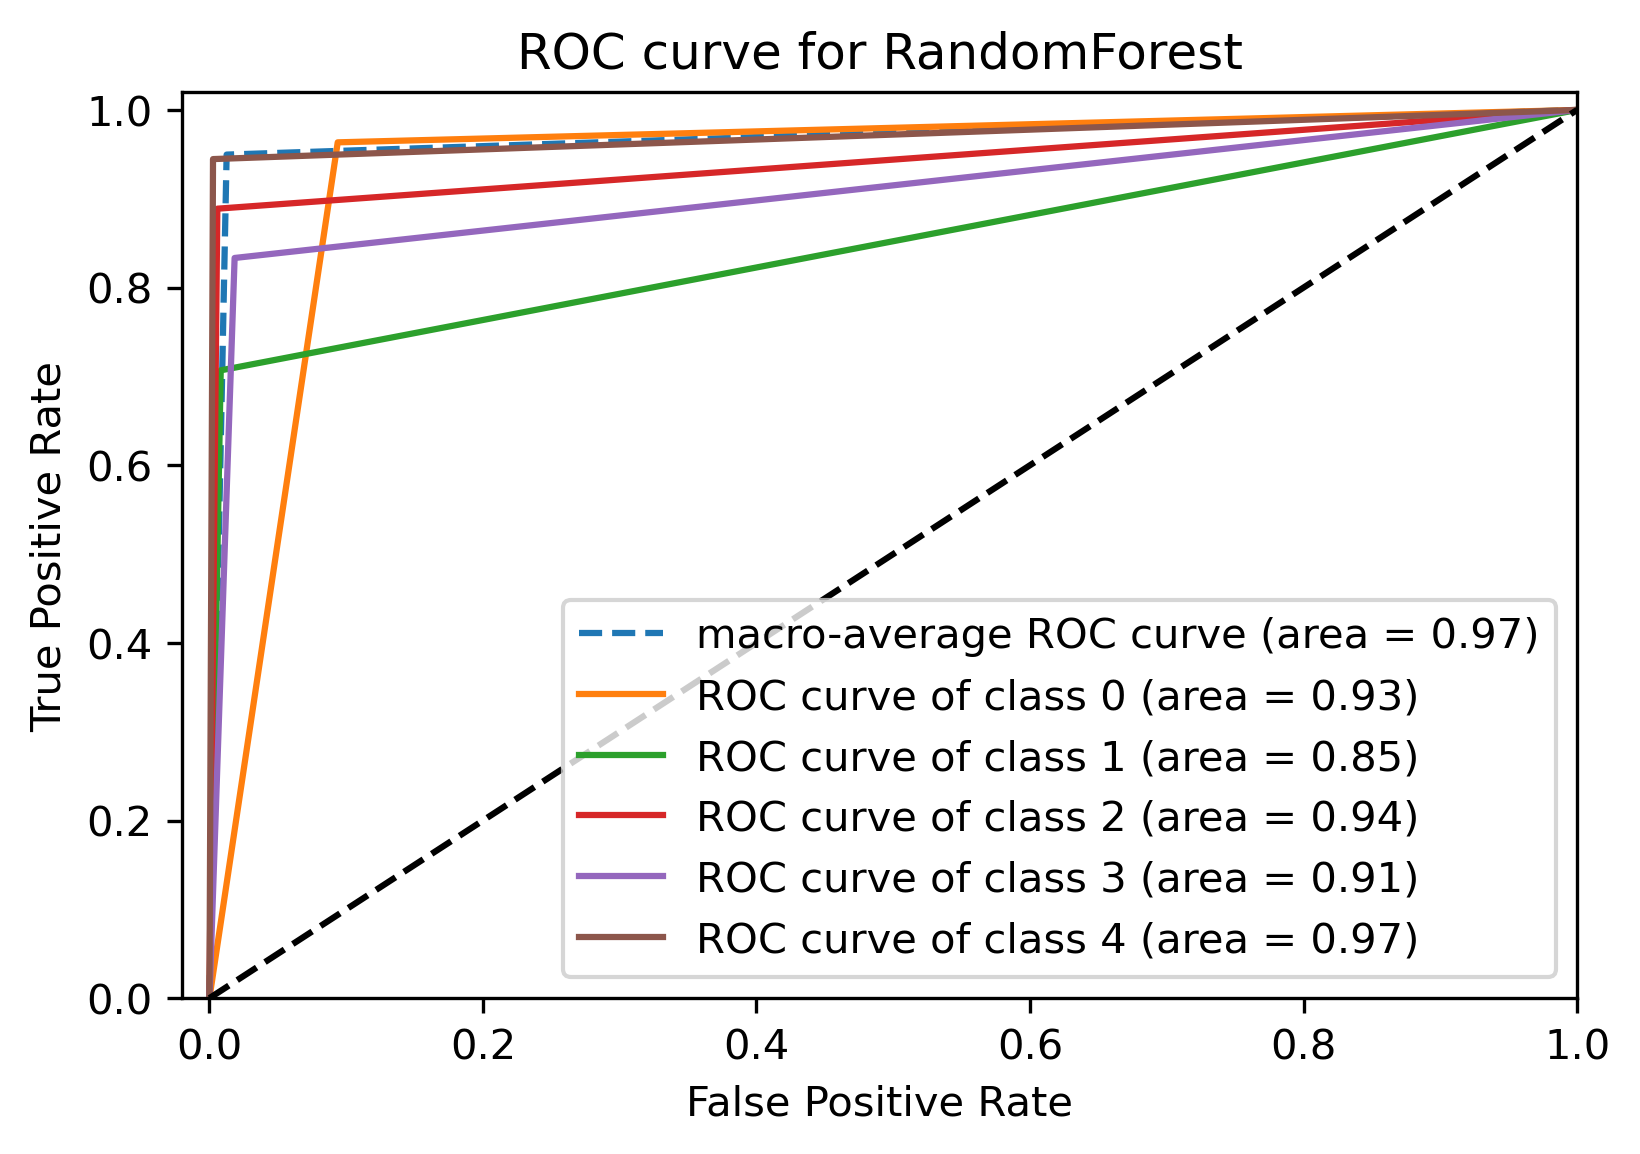 ROC curve for RandomForest
1.0
0.8
0.6
0.4
0.2
0.0
True Positive Rate
macro-average ROC curve (area = 0.97)
ROC curve of class 0 (area = 0.93)
ROC curve of class 1 (area = 0.85)
ROC curve of class 2 (area = 0.94)
ROC curve of class 3 (area = 0.91)
ROC curve of class 4 (area = 0.97)
0.0 0.2 0.4 0.6 0.8 1.0
False Positive Rate